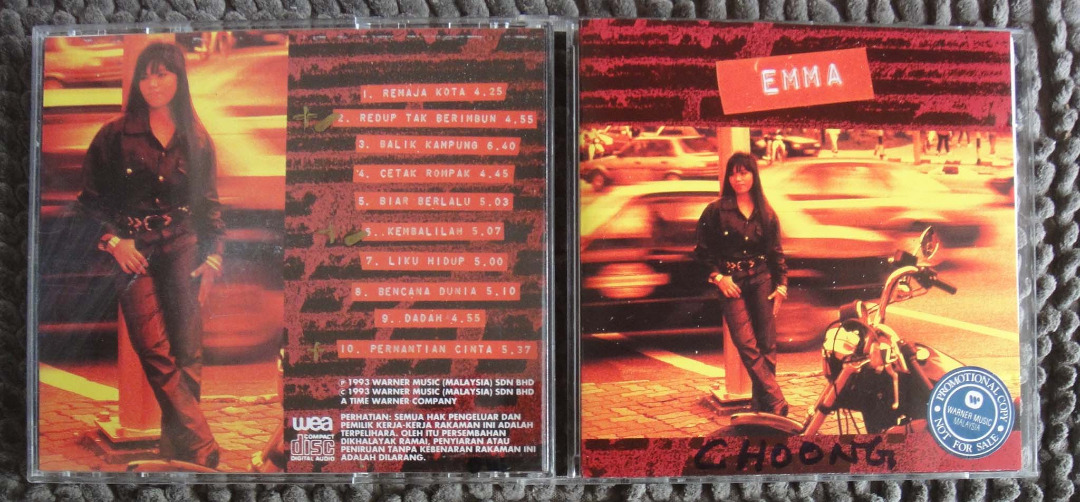 1. REMAJA KOTA 4.25
2. REDUP TAK BERIMBUN 4.55
3. BALIK KAMPUNG 6.40
4. CETAK ROMPAK 4.45
5. BIAR BERLALU 5.03
6. KEMBALILAH 5.07
7. LIKU HIDUP 5.00
8. BENCANA DUNIA 5.10
9. DADAH 4.55
10. PERNANTIAN CINTA 5.37
℗ 1993 WARNER MUSIC (MALAYSIA) SDN BHD
© 1993 WARNER MUSIC (MALAYSIA) SDN BHD
A TIME WARNER COMPANY
wea
COMPACT
disc
DIGITAL AUDIO
PERHATIAN: SEMUA HAK PENGELUAR DAN
PEMILIK KERJA-KERJA RAKAMAN INI ADALAH
TERPELIHARA. OLEH ITU PERSEMBAHAN
DIKHALAYAK RAMAI, PENYIARAN ATAU
PENIRUAN TANPA KEBENARAN RAKAMAN INI
ADALAH DILARANG.
EMMA
PROMOTIONAL COPY
WARNER MUSIC
MALAYSIA
NOT FOR SALE
CHOONG